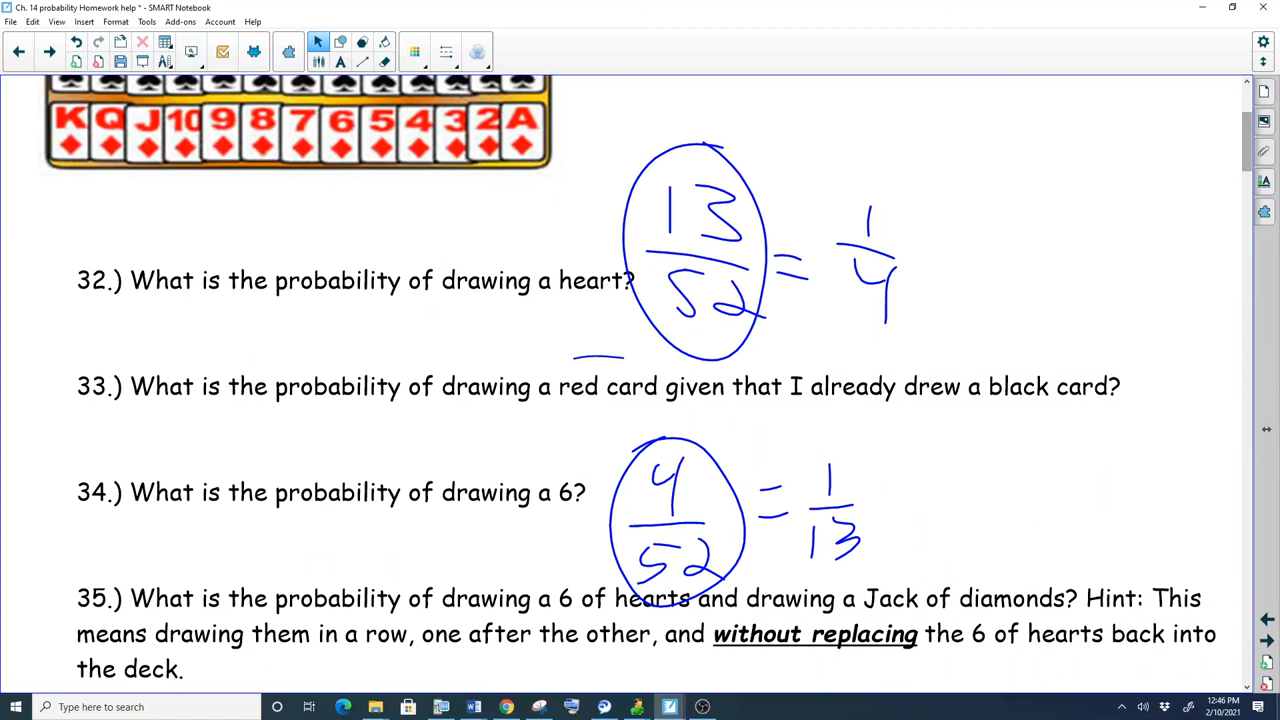 Ch. 14 probability Homework help * - SMART Notebook
File Edit View Insert Format Tools Add-ons Account Help
K Q J 10 9 8 7 6 5 4 3 2 A
13
52
= 1
4
32.) What is the probability of drawing a heart?
33.) What is the probability of drawing a red card given that I already drew a black card?
34.) What is the probability of drawing a 6?
4
52
= 1
13
35.) What is the probability of drawing a 6 of hearts and drawing a Jack of diamonds? Hint: This
means drawing them in a row, one after the other, and without replacing the 6 of hearts back into
the deck.
Type here to search
12:46 PM
2/10/2021